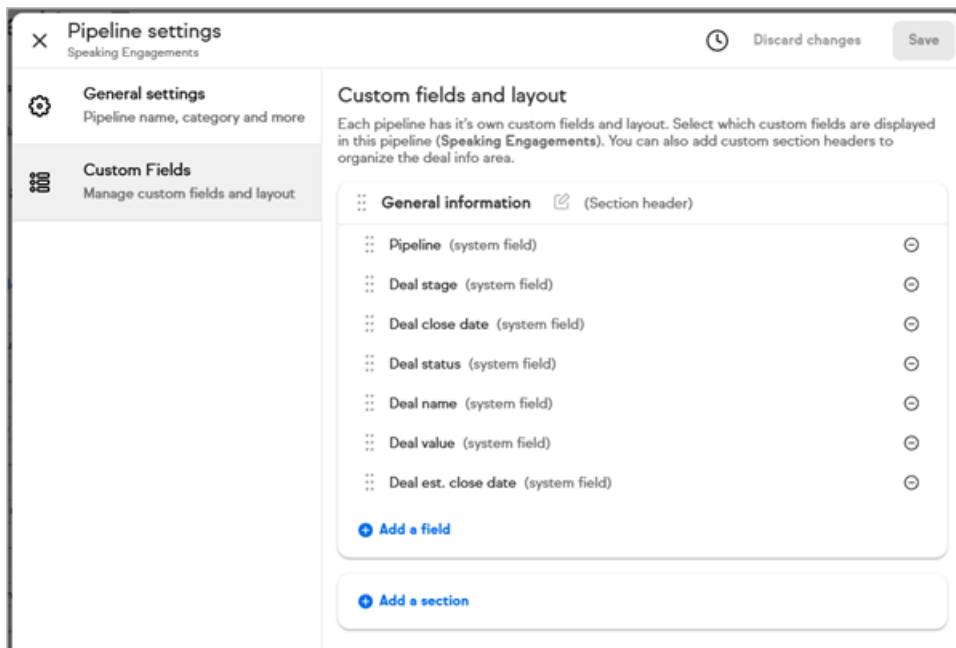 Pipeline settings
Speaking Engagements
Discard changes
Save
General settings
Pipeline name, category and more
Custom Fields
Manage custom fields and layout
Custom fields and layout
Each pipeline has it's own custom fields and layout. Select which custom fields are displayed
in this pipeline (Speaking Engagements). You can also add custom section headers to
organize the deal info area.
General information (Section header)
Pipeline (system field)
Deal stage (system field)
Deal close date (system field)
Deal status (system field)
Deal name (system field)
Deal value (system field)
Deal est. close date (system field)
Add a field
Add a section